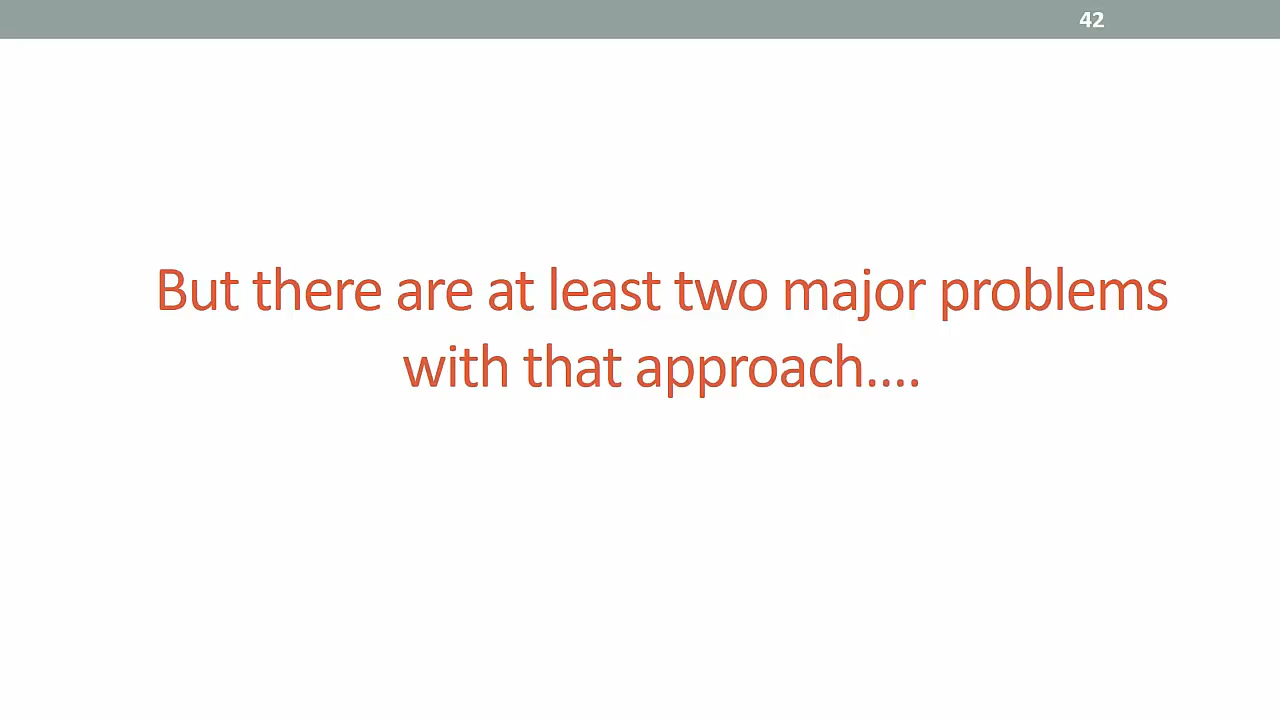 42
But there are at least two major problems
with that approach....